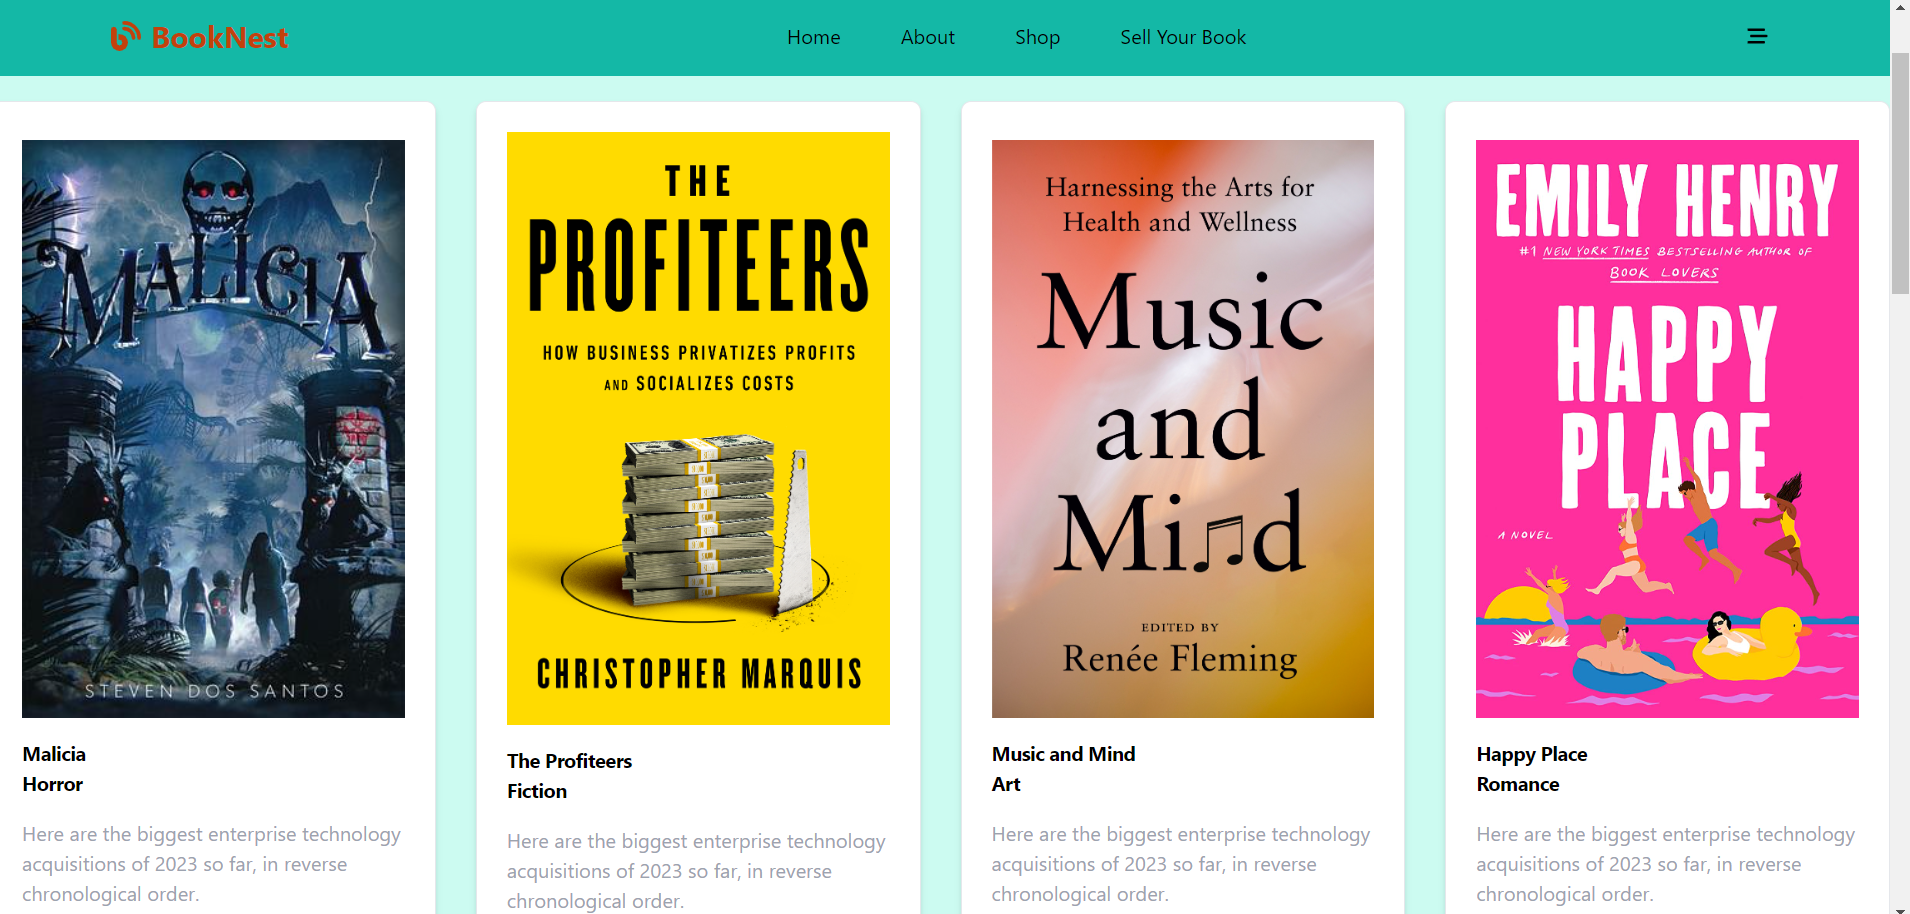 BookNest
Home
About
Shop
Sell Your Book
MALICIA
STEVEN DOS SANTOS
Malicia
Horror
Here are the biggest enterprise technology
acquisitions of 2023 so far, in reverse
chronological order.
THE
PROFITEERS
HOW BUSINESS PRIVATIZES PROFITS
AND SOCIALIZES COSTS
CHRISTOPHER MARQUIS
The Profiteers
Fiction
Here are the biggest enterprise technology
acquisitions of 2023 so far, in reverse
chronological order.
Harnessing the Arts for
Health and Wellness
Music
and
Mind
EDITED BY
Renée Fleming
Music and Mind
Art
Here are the biggest enterprise technology
acquisitions of 2023 so far, in reverse
chronological order.
EMILY HENRY
#1 NEW YORK TIMES BESTSELLING AUTHOR OF
BOOK LOVERS
HAPPY
PLACE
A NOVEL
Happy Place
Romance
Here are the biggest enterprise technology
acquisitions of 2023 so far, in reverse
chronological order.